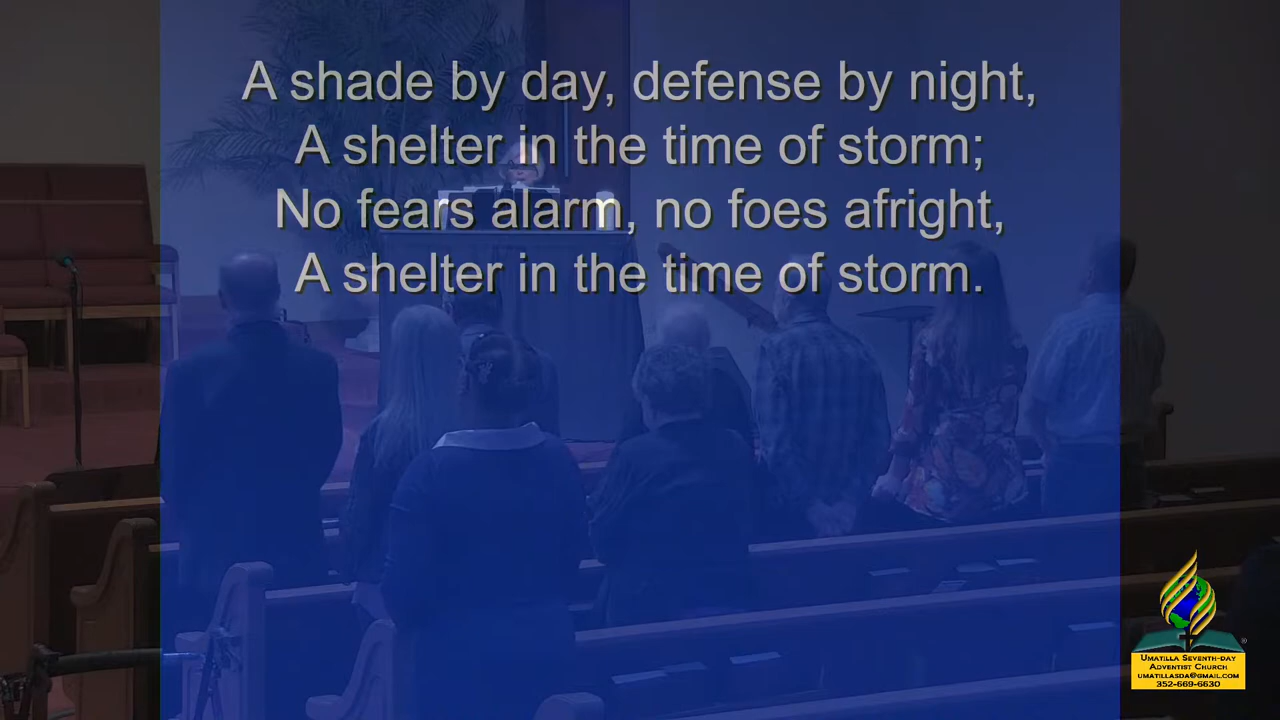 A shade by day, defense by night,
A shelter in the time of storm;
No fears alarm, no foes afright,
A shelter in the time of storm.
®
UMATILLA SEVENTH-DAY
ADVENTIST CHURCH
UMATILLASDA@GMAIL.COM
352-669-6630